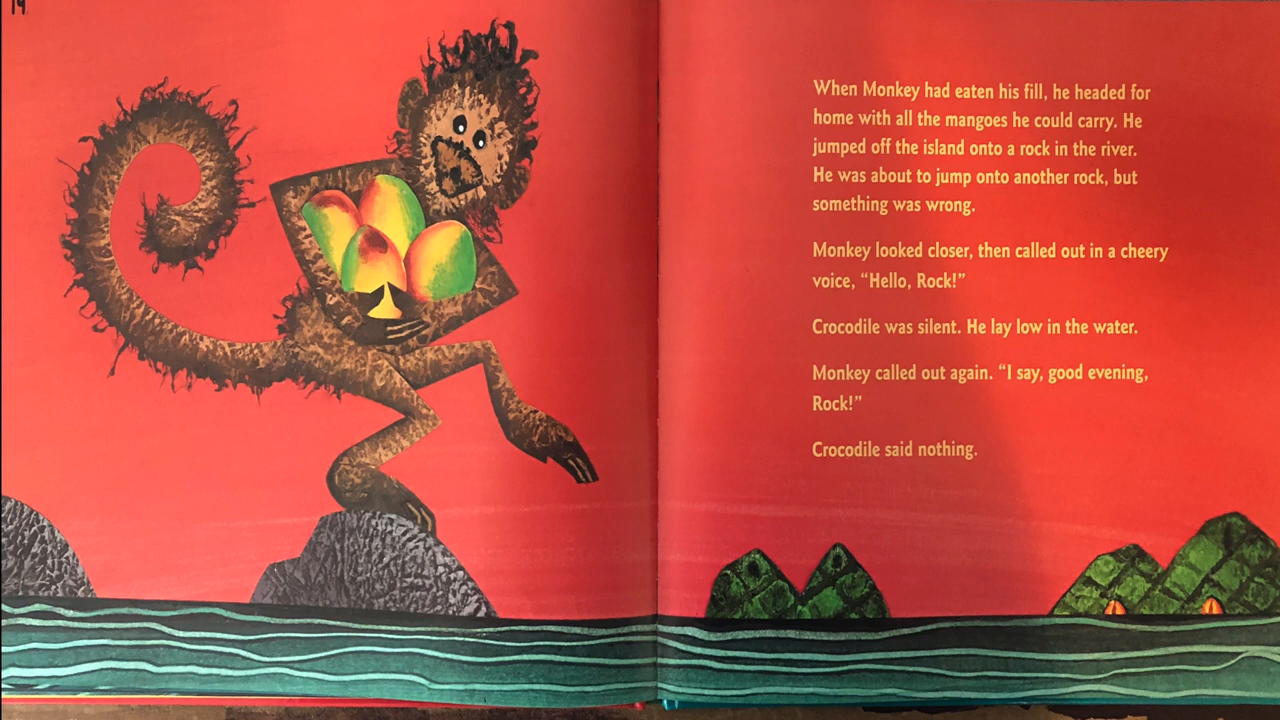 19
When Monkey had eaten his fill, he headed for
home with all the mangoes he could carry. He
jumped off the island onto a rock in the river.
He was about to jump onto another rock, but
something was wrong.
Monkey looked closer, then called out in a cheery
voice, “Hello, Rock!”
Crocodile was silent. He lay low in the water.
Monkey called out again. “I say, good evening,
Rock!”
Crocodile said nothing.